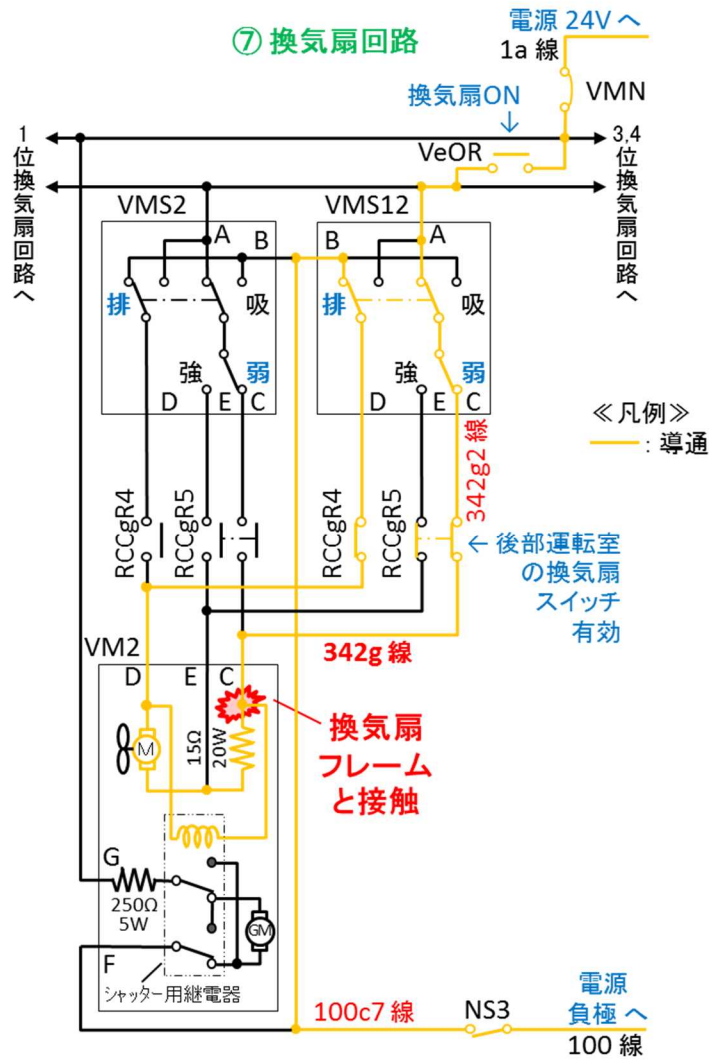 ⑦ 換気扇回路
電源 24V へ
1a 線
VMN
換気扇ON
↓
VeOR
1位換気扇回路へ
3,4位換気扇回路へ
VMS2
A
B
排
吸
強
弱
D
E
C
VMS12
B
A
排
吸
強
弱
D
E
C
≪凡例≫
: 導通
342g2 線
RCCgR4
RCCgR5
RCCgR4
RCCgR5
← 後部運転室
の換気扇
スイッチ
有効
342g 線
VM2
D
E
C
M
15Ω
20W
換気扇
フレーム
と接触
G
250Ω
5W
GM
F
シャッター用継電器
100c7 線
NS3
電源
負極 へ
100 線